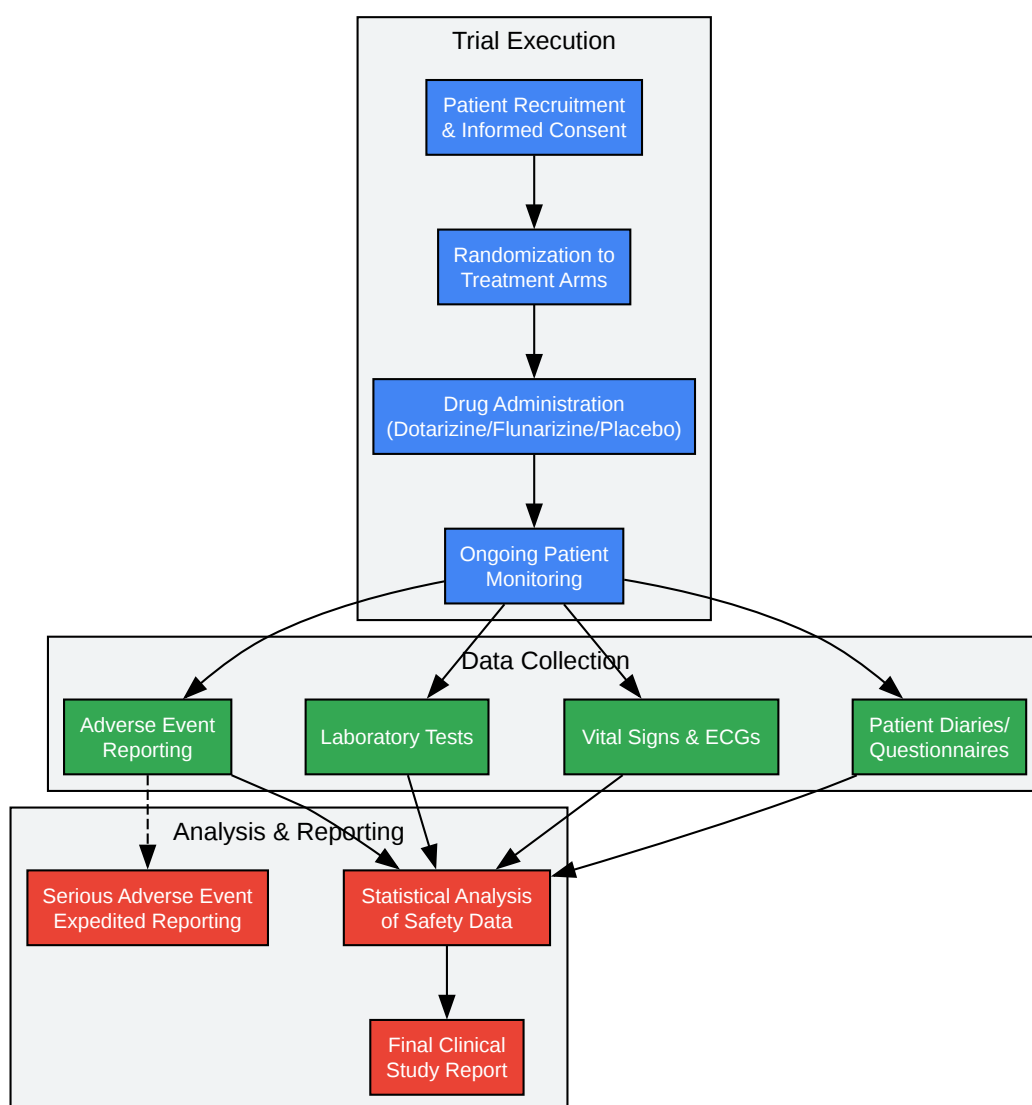 Trial Execution
Patient Recruitment
& Informed Consent
Randomization to
Treatment Arms
Drug Administration
(Dotarizine/Flunarizine/Placebo)
Ongoing Patient
Monitoring
Data Collection
Adverse Event
Reporting
Laboratory Tests
Vital Signs & ECGs
Patient Diaries/
Questionnaires
Analysis & Reporting
Serious Adverse Event
Expedited Reporting
Statistical Analysis
of Safety Data
Final Clinical
Study Report